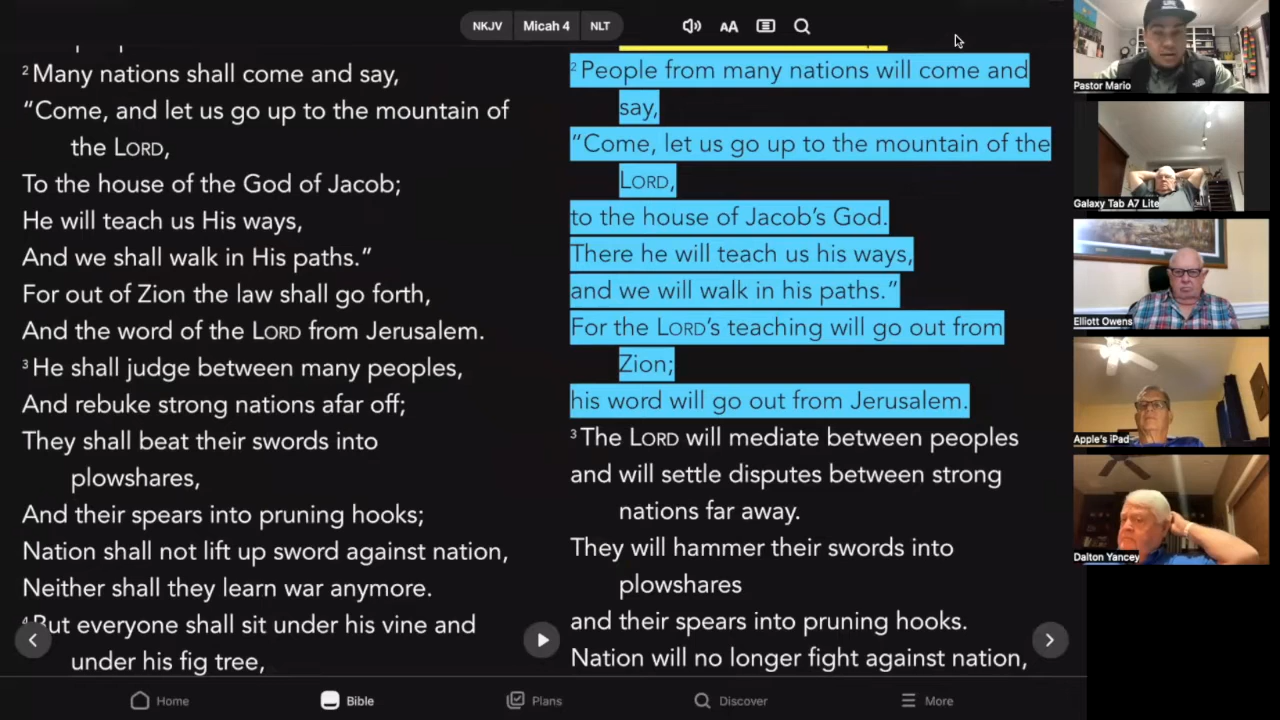 NKJV Micah 4 NLT
AA
2 Many nations shall come and say,
“Come, and let us go up to the mountain of
the LORD,
To the house of the God of Jacob;
He will teach us His ways,
And we shall walk in His paths.”
For out of Zion the law shall go forth,
And the word of the LORD from Jerusalem.
3 He shall judge between many peoples,
And rebuke strong nations afar off;
They shall beat their swords into
plowshares,
And their spears into pruning hooks;
Nation shall not lift up sword against nation,
Neither shall they learn war anymore.
4 But everyone shall sit under his vine and
under his fig tree,
2 People from many nations will come and
say,
“Come, let us go up to the mountain of the
LORD,
to the house of Jacob’s God.
There he will teach us his ways,
and we will walk in his paths.”
For the LORD’s teaching will go out from
Zion;
his word will go out from Jerusalem.
3 The LORD will mediate between peoples
and will settle disputes between strong
nations far away.
They will hammer their swords into
plowshares
and their spears into pruning hooks.
Nation will no longer fight against nation,
Home Bible Plans Discover More
Pastor Mario
Galaxy Tab A7 Lite
Elliott Owens
Apple's iPad
Dalton Yancey